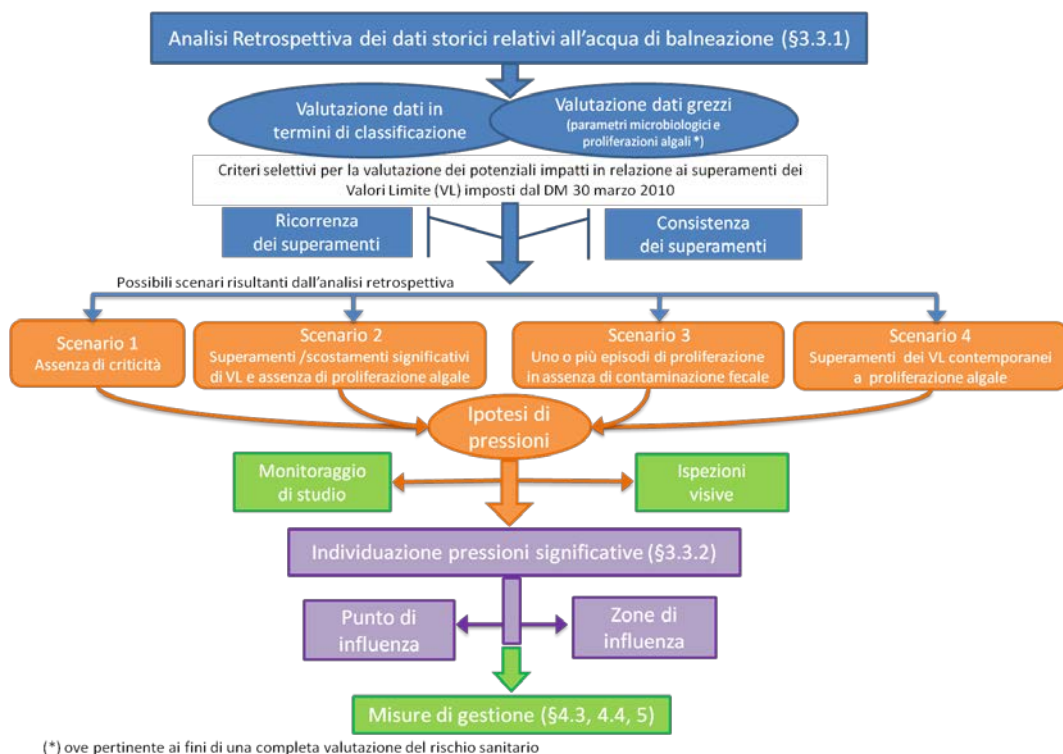 Analisi Retrospettiva dei dati storici relativi all'acqua di balneazione (§3.3.1)
Valutazione dati in
termini di classificazione
Valutazione dati grezzi
(parametri microbiologici e
proliferazioni algali *)
Criteri selettivi per la valutazione dei potenziali impatti in relazione ai superamenti dei
Valori Limite (VL) imposti dal DM 30 marzo 2010
Ricorrenza
dei superamenti
Consistenza
dei superamenti
Possibili scenari risultanti dall'analisi retrospettiva
Scenario 1
Assenza di criticità
Scenario 2
Superamenti /scostamenti significativi
di VL e assenza di proliferazione algale
Scenario 3
Uno o più episodi di proliferazione
in assenza di contaminazione fecale
Scenario 4
Superamenti dei VL contemporanei
a proliferazione algale
Ipotesi di
pressioni
Monitoraggio
di studio
Ispezioni
visive
Individuazione pressioni significative (§3.3.2)
Punto di
influenza
Zone di
influenza
Misure di gestione (§4.3, 4.4, 5)
(*) ove pertinente ai fini di una completa valutazione del rischio sanitario